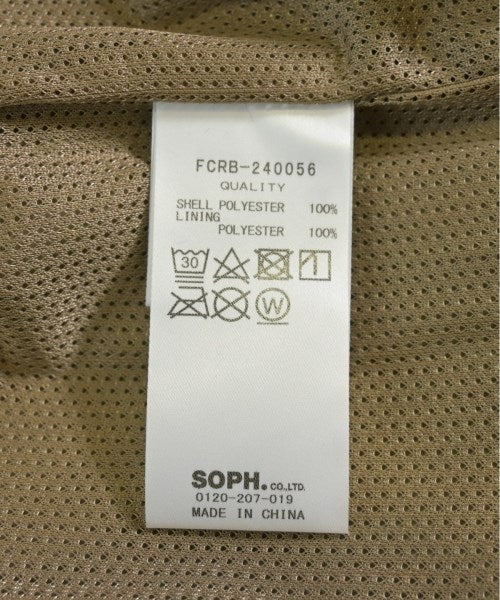 FCRB-240056
QUALITY
SHELL POLYESTER 100%
LINING
POLYESTER 100%
30
W
SOPH. CO.,LTD.
0120-207-019
MADE IN CHINA